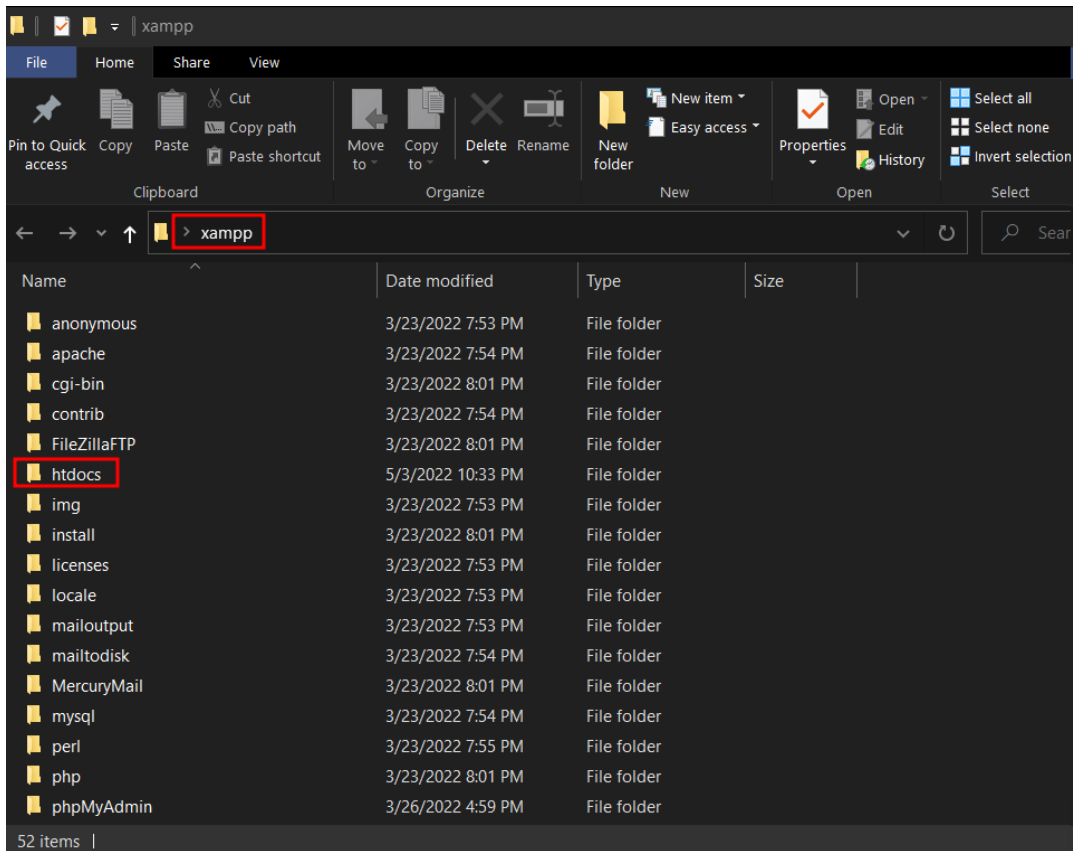 xampp
File Home Share View
Pin to Quick access
Copy
Paste
Cut
Copy path
Paste shortcut
Clipboard
Move to
Copy to
Delete
Rename
Organize
New folder
New item
Easy access
New
Properties
Open
Edit
History
Open
Select all
Select none
Invert selection
Select
xampp
Sear
Name Date modified Type Size
anonymous 3/23/2022 7:53 PM File folder
apache 3/23/2022 7:54 PM File folder
cgi-bin 3/23/2022 8:01 PM File folder
contrib 3/23/2022 7:54 PM File folder
FileZillaFTP 3/23/2022 8:01 PM File folder
htdocs 5/3/2022 10:33 PM File folder
img 3/23/2022 7:53 PM File folder
install 3/23/2022 8:01 PM File folder
licenses 3/23/2022 7:53 PM File folder
locale 3/23/2022 7:53 PM File folder
mailoutput 3/23/2022 7:53 PM File folder
mailtodisk 3/23/2022 7:54 PM File folder
MercuryMail 3/23/2022 8:01 PM File folder
mysql 3/23/2022 7:54 PM File folder
perl 3/23/2022 7:55 PM File folder
php 3/23/2022 8:01 PM File folder
phpMyAdmin 3/26/2022 4:59 PM File folder
52 items